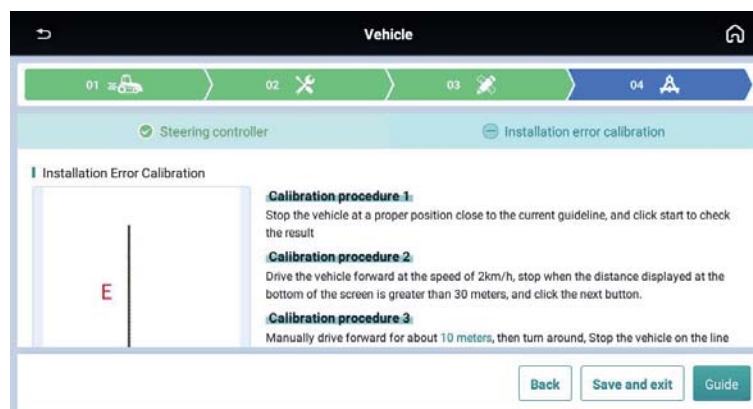 Vehicle
01
02
03
04
Steering controller
Installation error calibration
Installation Error Calibration
E
Calibration procedure 1
Stop the vehicle at a proper position close to the current guideline, and click start to check
the result
Calibration procedure 2
Drive the vehicle forward at the speed of 2km/h, stop when the distance displayed at the
bottom of the screen is greater than 30 meters, and click the next button.
Calibration procedure 3
Manually drive forward for about 10 meters, then turn around, Stop the vehicle on the line
Back
Save and exit
Guide